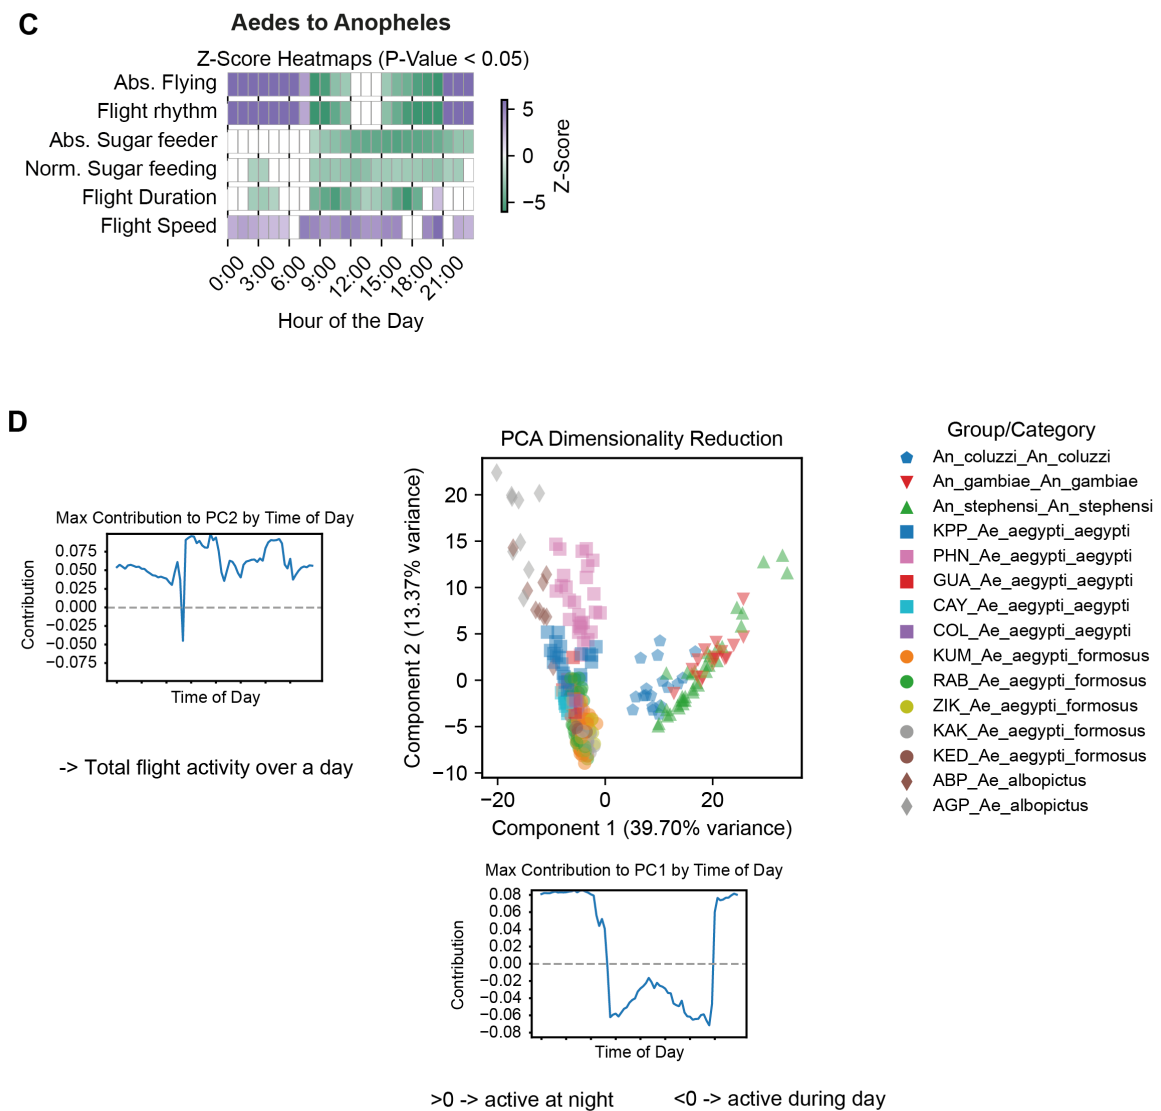 C
Aedes to Anopheles
Z-Score Heatmaps (P-Value < 0.05)
Abs. Flying
Flight rhythm
Abs. Sugar feeder
Norm. Sugar feeding
Flight Duration
Flight Speed
0:00
3:00
6:00
9:00
12:00
15:00
18:00
21:00
Hour of the Day
5
0
−5
Z-Score
D
Max Contribution to PC2 by Time of Day
0.075
0.050
0.025
0.000
−0.025
−0.050
−0.075
Contribution
Time of Day
-> Total flight activity over a day
PCA Dimensionality Reduction
20
15
10
5
0
−5
−10
Component 2 (13.37% variance)
−20
0
20
Component 1 (39.70% variance)
Group/Category
An_coluzzi_An_coluzzi
An_gambiae_An_gambiae
An_stephensi_An_stephensi
KPP_Ae_aegypti_aegypti
PHN_Ae_aegypti_aegypti
GUA_Ae_aegypti_aegypti
CAY_Ae_aegypti_aegypti
COL_Ae_aegypti_aegypti
KUM_Ae_aegypti_formosus
RAB_Ae_aegypti_formosus
ZIK_Ae_aegypti_formosus
KAK_Ae_aegypti_formosus
KED_Ae_aegypti_formosus
ABP_Ae_albopictus
AGP_Ae_albopictus
Max Contribution to PC1 by Time of Day
0.08
0.06
0.04
0.02
0.00
−0.02
−0.04
−0.06
−0.08
Contribution
Time of Day
>0 -> active at night
<0 -> active during day